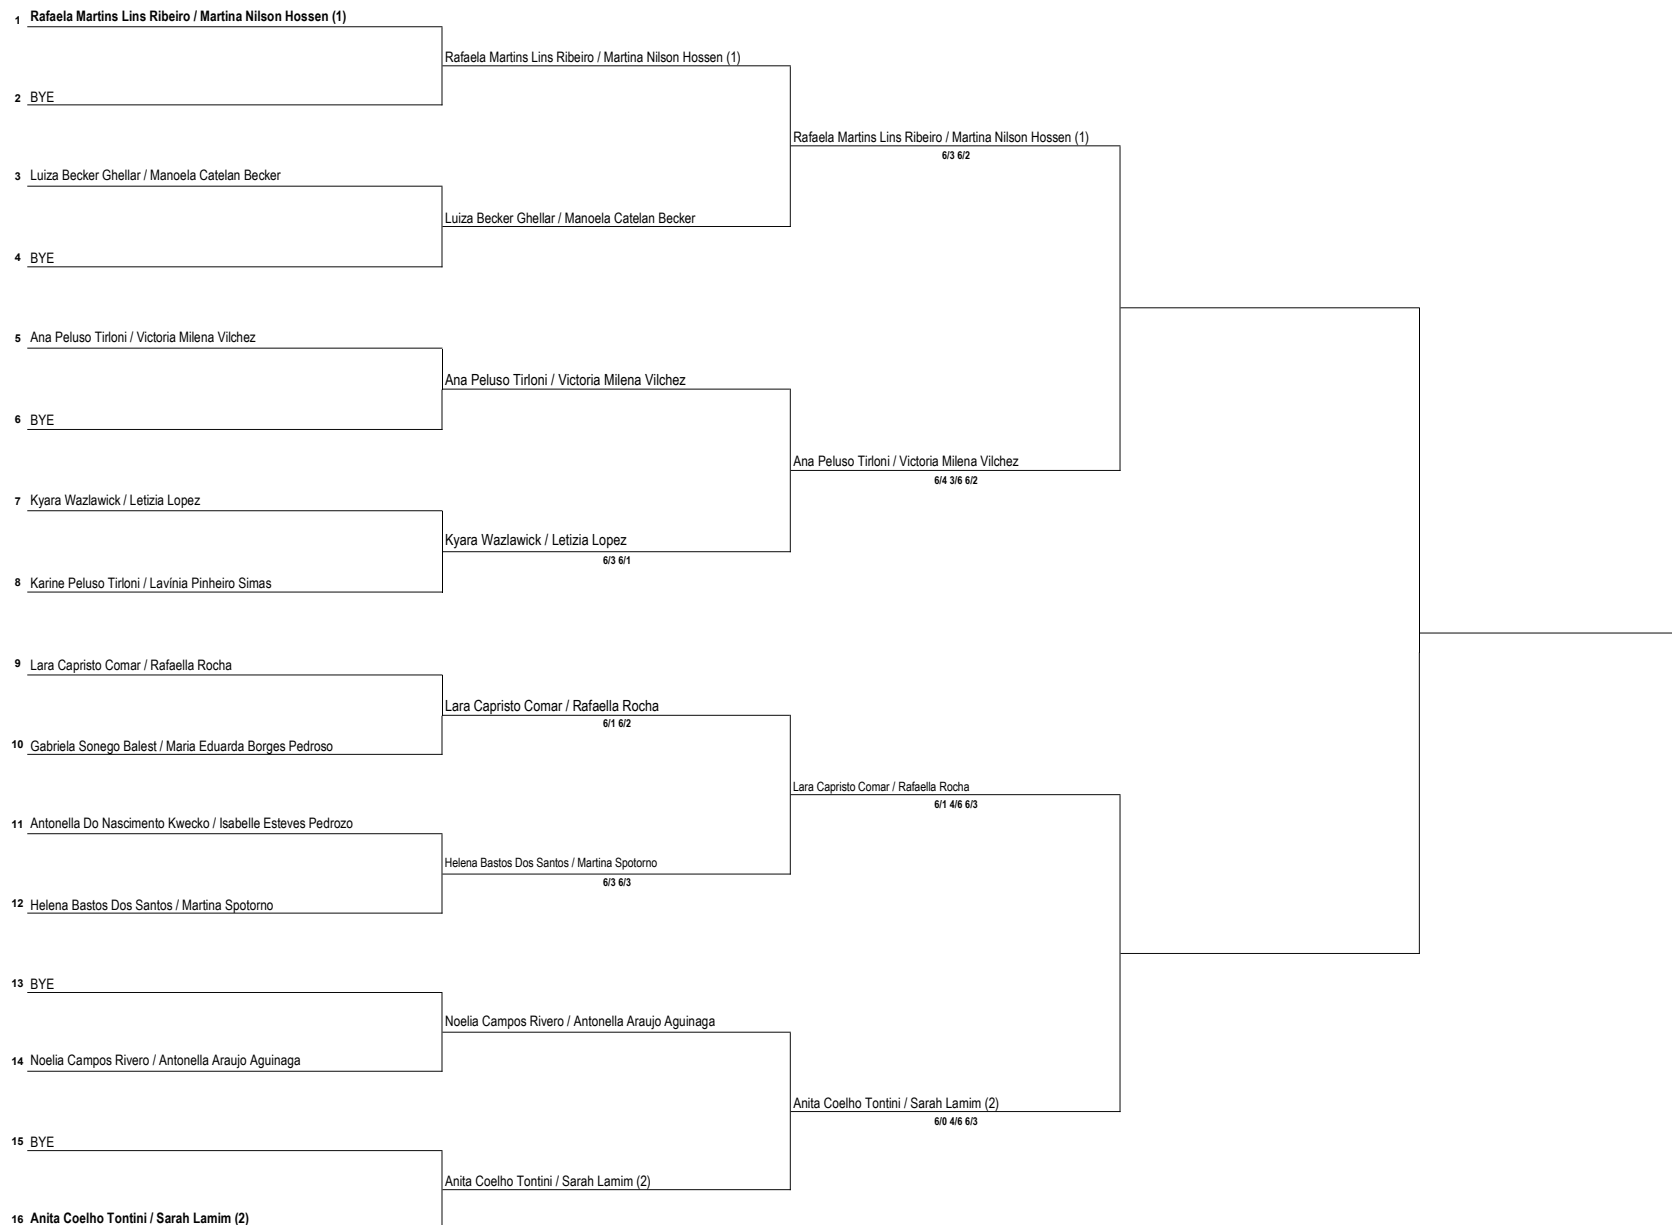 1 Rafaela Martins Lins Ribeiro / Martina Nilson Hossen (1)
Rafaela Martins Lins Ribeiro / Martina Nilson Hossen (1)
2 BYE
Rafaela Martins Lins Ribeiro / Martina Nilson Hossen (1)
6/3 6/2
3 Luiza Becker Ghellar / Manoela Catelan Becker
Luiza Becker Ghellar / Manoela Catelan Becker
4 BYE
5 Ana Peluso Tirloni / Victoria Milena Vilchez
Ana Peluso Tirloni / Victoria Milena Vilchez
6 BYE
Ana Peluso Tirloni / Victoria Milena Vilchez
6/4 3/6 6/2
7 Kyara Wazlawick / Letizia Lopez
Kyara Wazlawick / Letizia Lopez
6/3 6/1
8 Karine Peluso Tirloni / Lavínia Pinheiro Simas
9 Lara Capristo Comar / Rafaella Rocha
Lara Capristo Comar / Rafaella Rocha
6/1 6/2
10 Gabriela Sonego Balest / Maria Eduarda Borges Pedroso
Lara Capristo Comar / Rafaella Rocha
6/1 4/6 6/3
11 Antonella Do Nascimento Kwecko / Isabelle Esteves Pedrozo
Helena Bastos Dos Santos / Martina Spotorno
6/3 6/3
12 Helena Bastos Dos Santos / Martina Spotorno
13 BYE
Noelia Campos Rivero / Antonella Araujo Aguinaga
14 Noelia Campos Rivero / Antonella Araujo Aguinaga
Anita Coelho Tontini / Sarah Lamim (2)
6/0 4/6 6/3
15 BYE
Anita Coelho Tontini / Sarah Lamim (2)
16 Anita Coelho Tontini / Sarah Lamim (2)